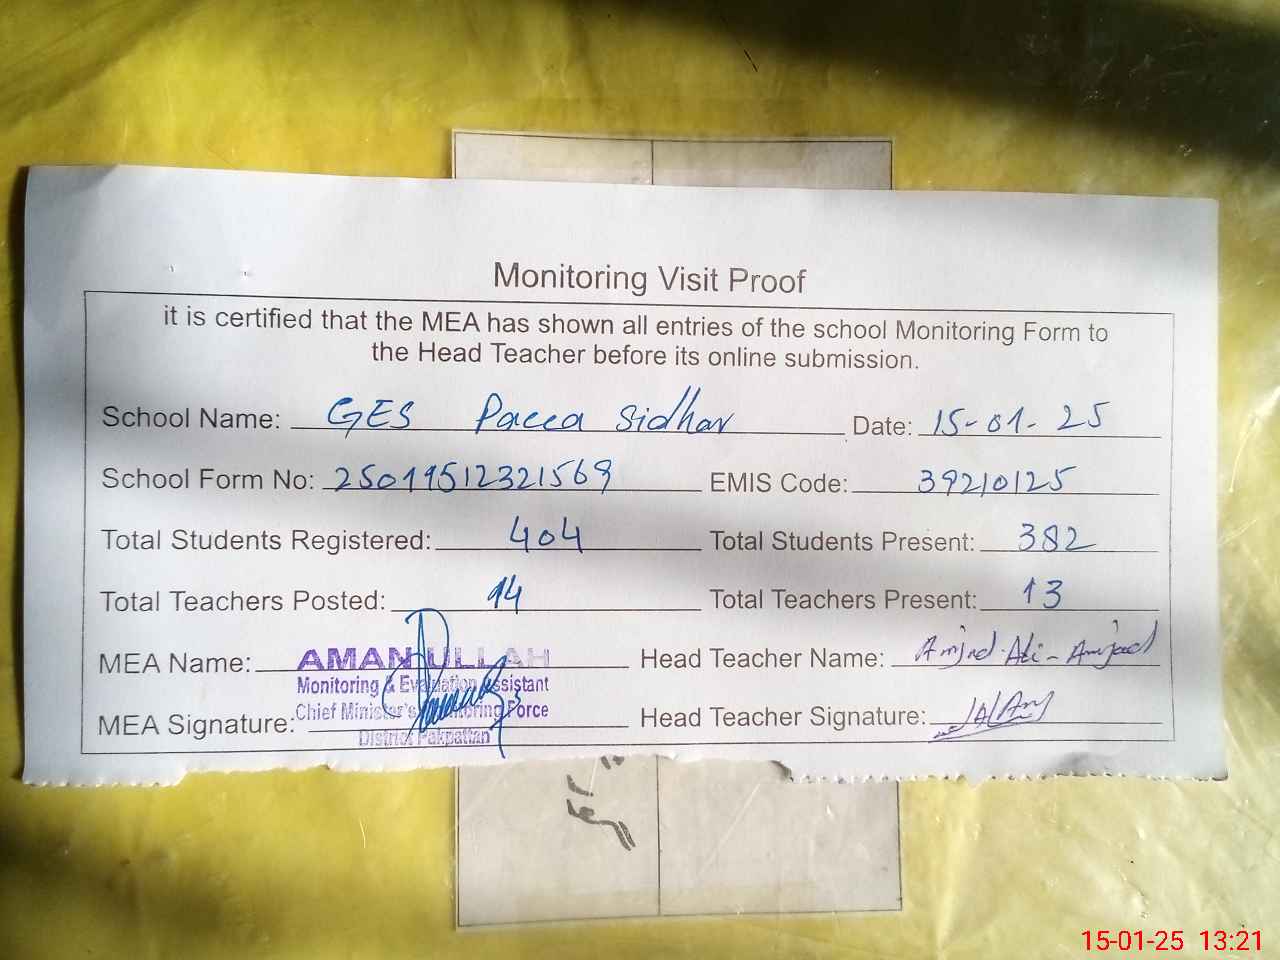 Monitoring Visit Proof
it is certified that the MEA has shown all entries of the school Monitoring Form to
the Head Teacher before its online submission.
School Name: GES Pacca Sidhar Date: 15-01-25
School Form No: 25011512321569 EMIS Code: 39210125
Total Students Registered: 404 Total Students Present: 382
Total Teachers Posted: 14 Total Teachers Present: 13
MEA Name: AMAN ULLAH Head Teacher Name: Amjad Ali - Amjad
Monitoring & Evaluation Assistant
Chief Minister's Monitoring Force
MEA Signature: Head Teacher Signature:
District Pakpattan
15-01-25 13:21